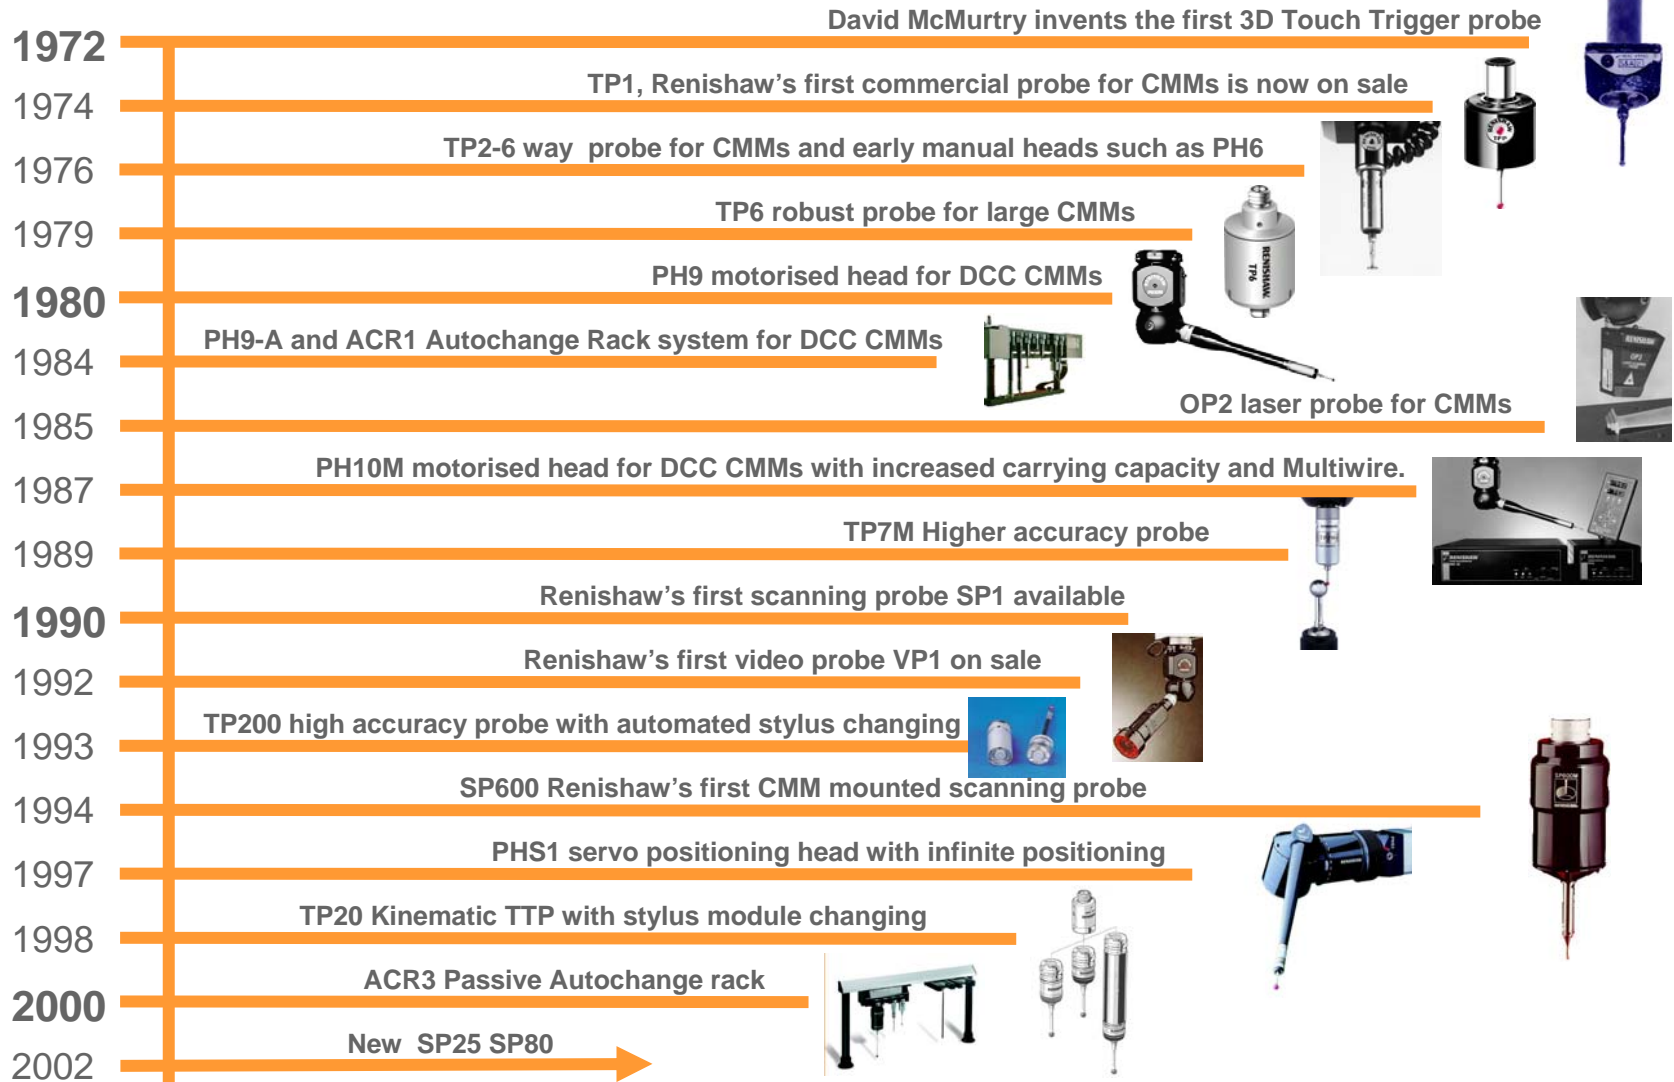 David McMurtry invents the first 3D Touch Trigger probe
1972
TP1, Renishaw's first commercial probe for CMMs is now on sale
1974
TP2-6 way  probe for CMMs and early manual heads such as PH6
1976
TP6 robust probe for large CMMs
1979
RENISHAW
TP6
PH9 motorised head for DCC CMMs
1980
PH9-A and ACR1 Autochange Rack system for DCC CMMs
1984
RENISHAW
OP2
OP2 laser probe for CMMs
1985
PH10M motorised head for DCC CMMs with increased carrying capacity and Multiwire.
1987
TP7M Higher accuracy probe
1989
RENISHAW
RENISHAW
Renishaw's first scanning probe SP1 available
1990
Renishaw's first video probe VP1 on sale
1992
TP200 high accuracy probe with automated stylus changing
1993
SP600 Renishaw's first CMM mounted scanning probe
1994
SP600M
PHS1 servo positioning head with infinite positioning
1997
TP20 Kinematic TTP with stylus module changing
1998
ACR3 Passive Autochange rack
2000
New  SP25 SP80
2002